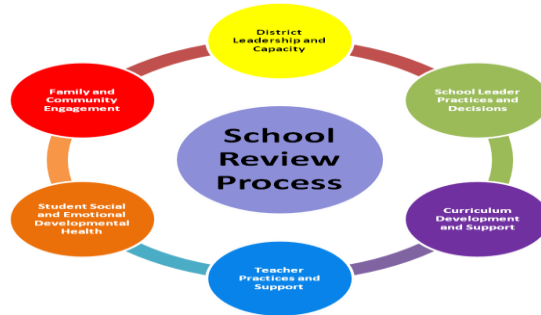 District
Leadership and
Capacity
Family and
Community
Engagement
School Leader
Practices and
Decisions
School
Review
Process
Student Social
and Emotional
Developmental
Health
Curriculum
Development
and Support
Teacher
Practices and
Support